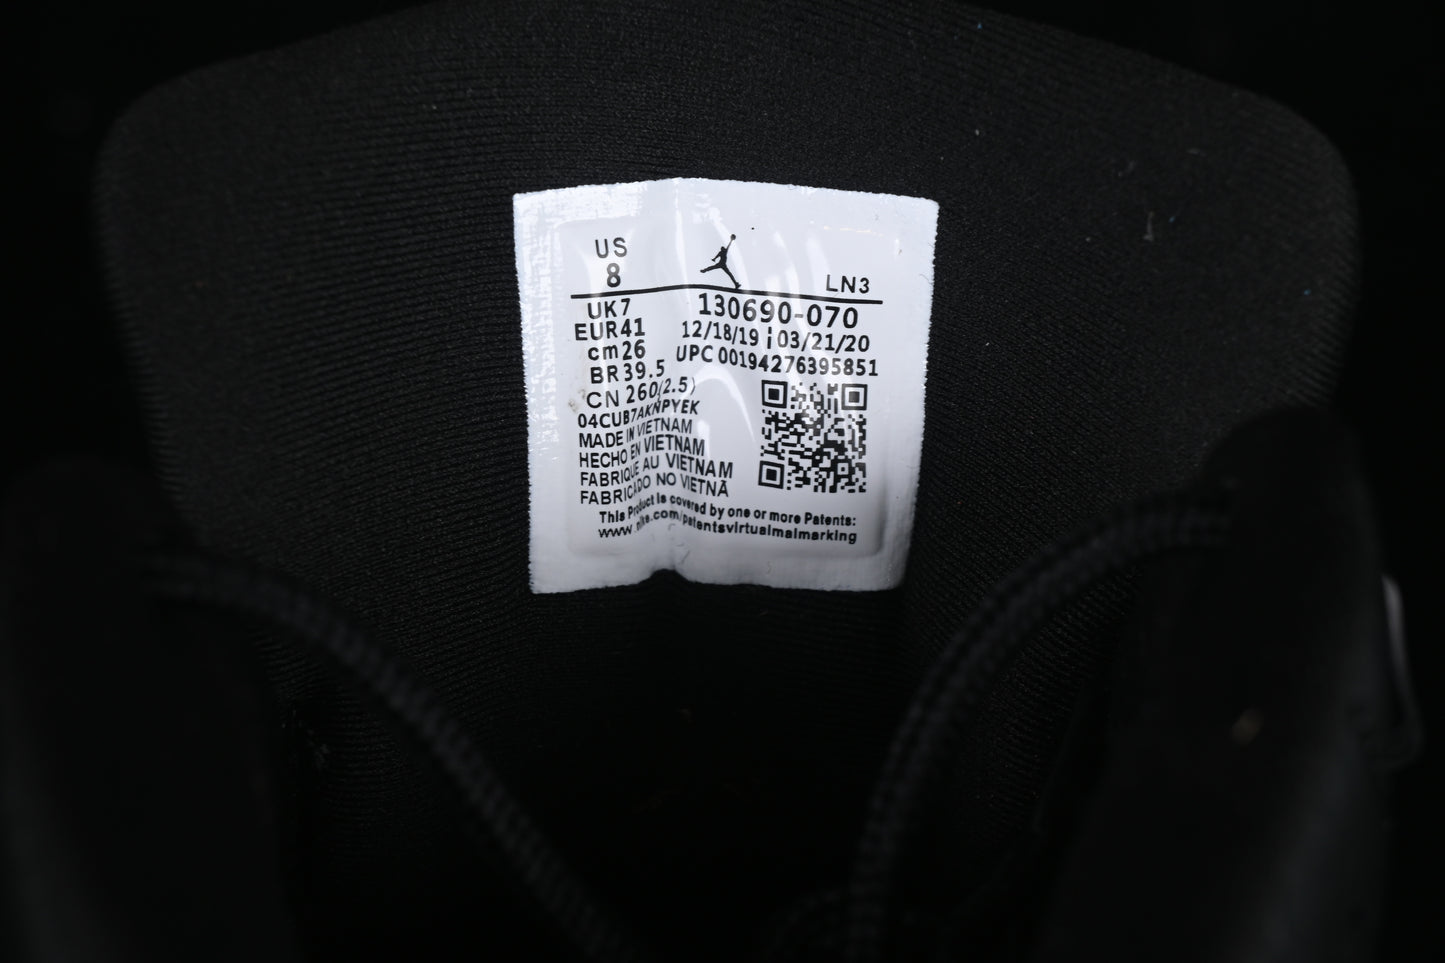 US
8
LN3
UK7
130690-070
EUR41
12/18/19 ¡ 03/21/20
cm26
UPC 00194276395851
BR39.5
CN 260(2.5)
04CUB7AKNPYEK
MADE IN VIETNAM
HECHO EN VIETNAM
FABRIQUE AU VIETNAM
FABRICADO NO VIETNÃ
This Product is covered by one or more Patents:
www.nike.com/patentsvirtualmalmarking